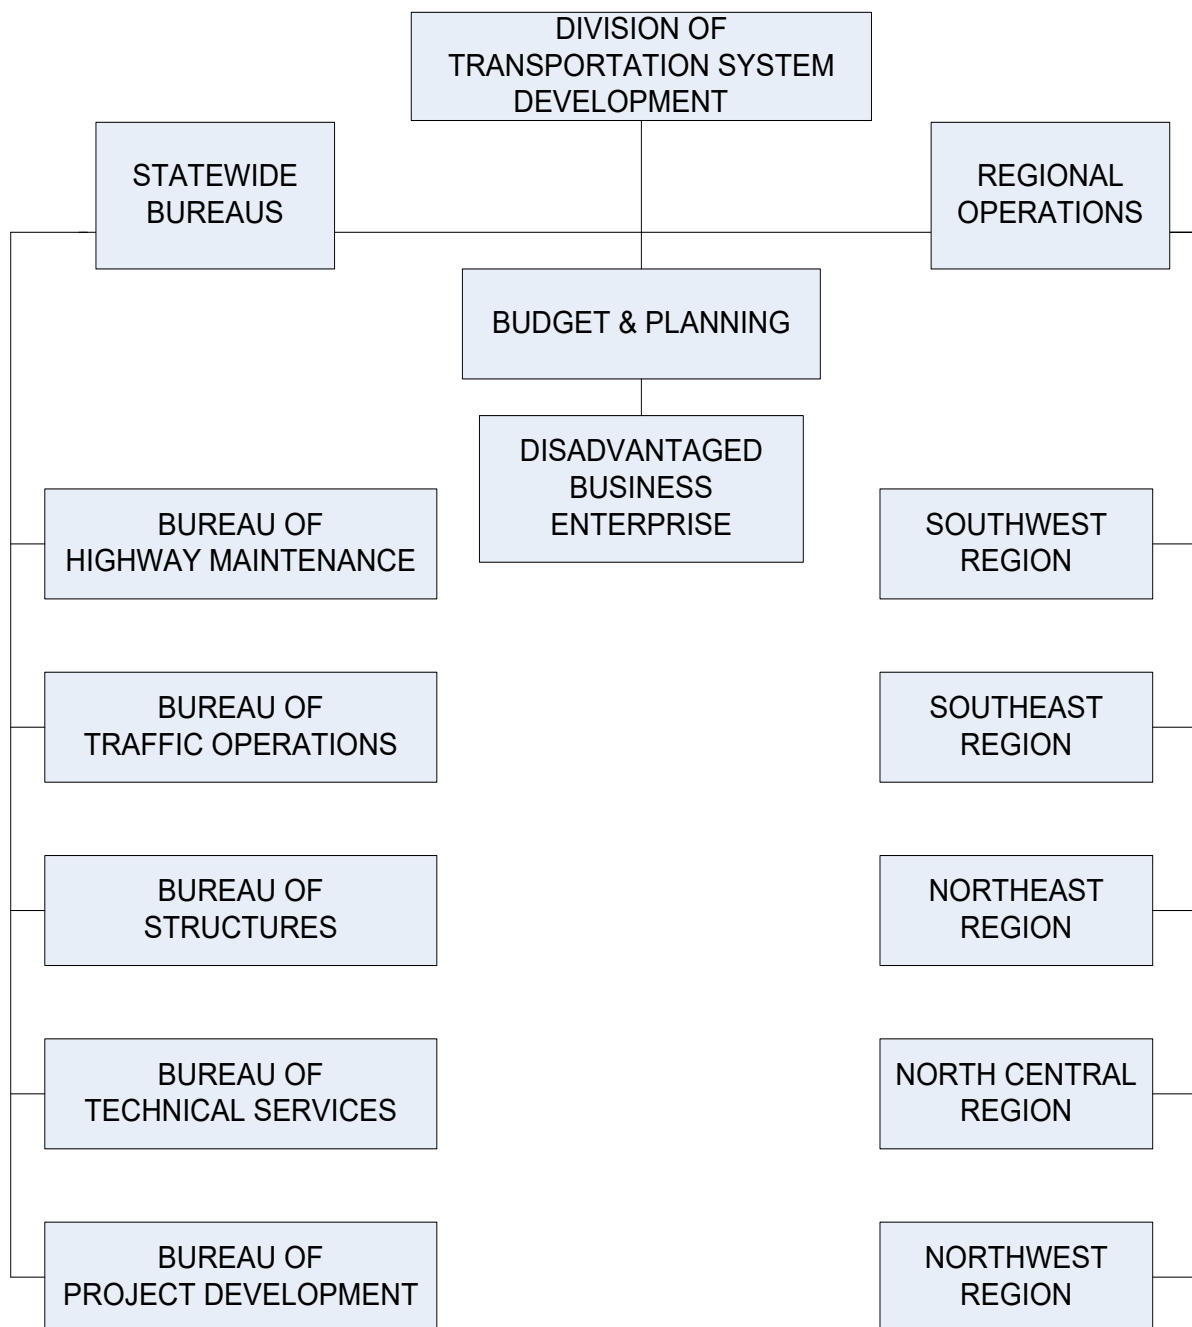 DIVISION OF
TRANSPORTATION SYSTEM
DEVELOPMENT
STATEWIDE
BUREAUS
REGIONAL
OPERATIONS
BUDGET & PLANNING
DISADVANTAGED
BUSINESS
ENTERPRISE
BUREAU OF
HIGHWAY MAINTENANCE
SOUTHWEST
REGION
BUREAU OF
TRAFFIC OPERATIONS
SOUTHEAST
REGION
BUREAU OF
STRUCTURES
NORTHEAST
REGION
BUREAU OF
TECHNICAL SERVICES
NORTH CENTRAL
REGION
BUREAU OF
PROJECT DEVELOPMENT
NORTHWEST
REGION